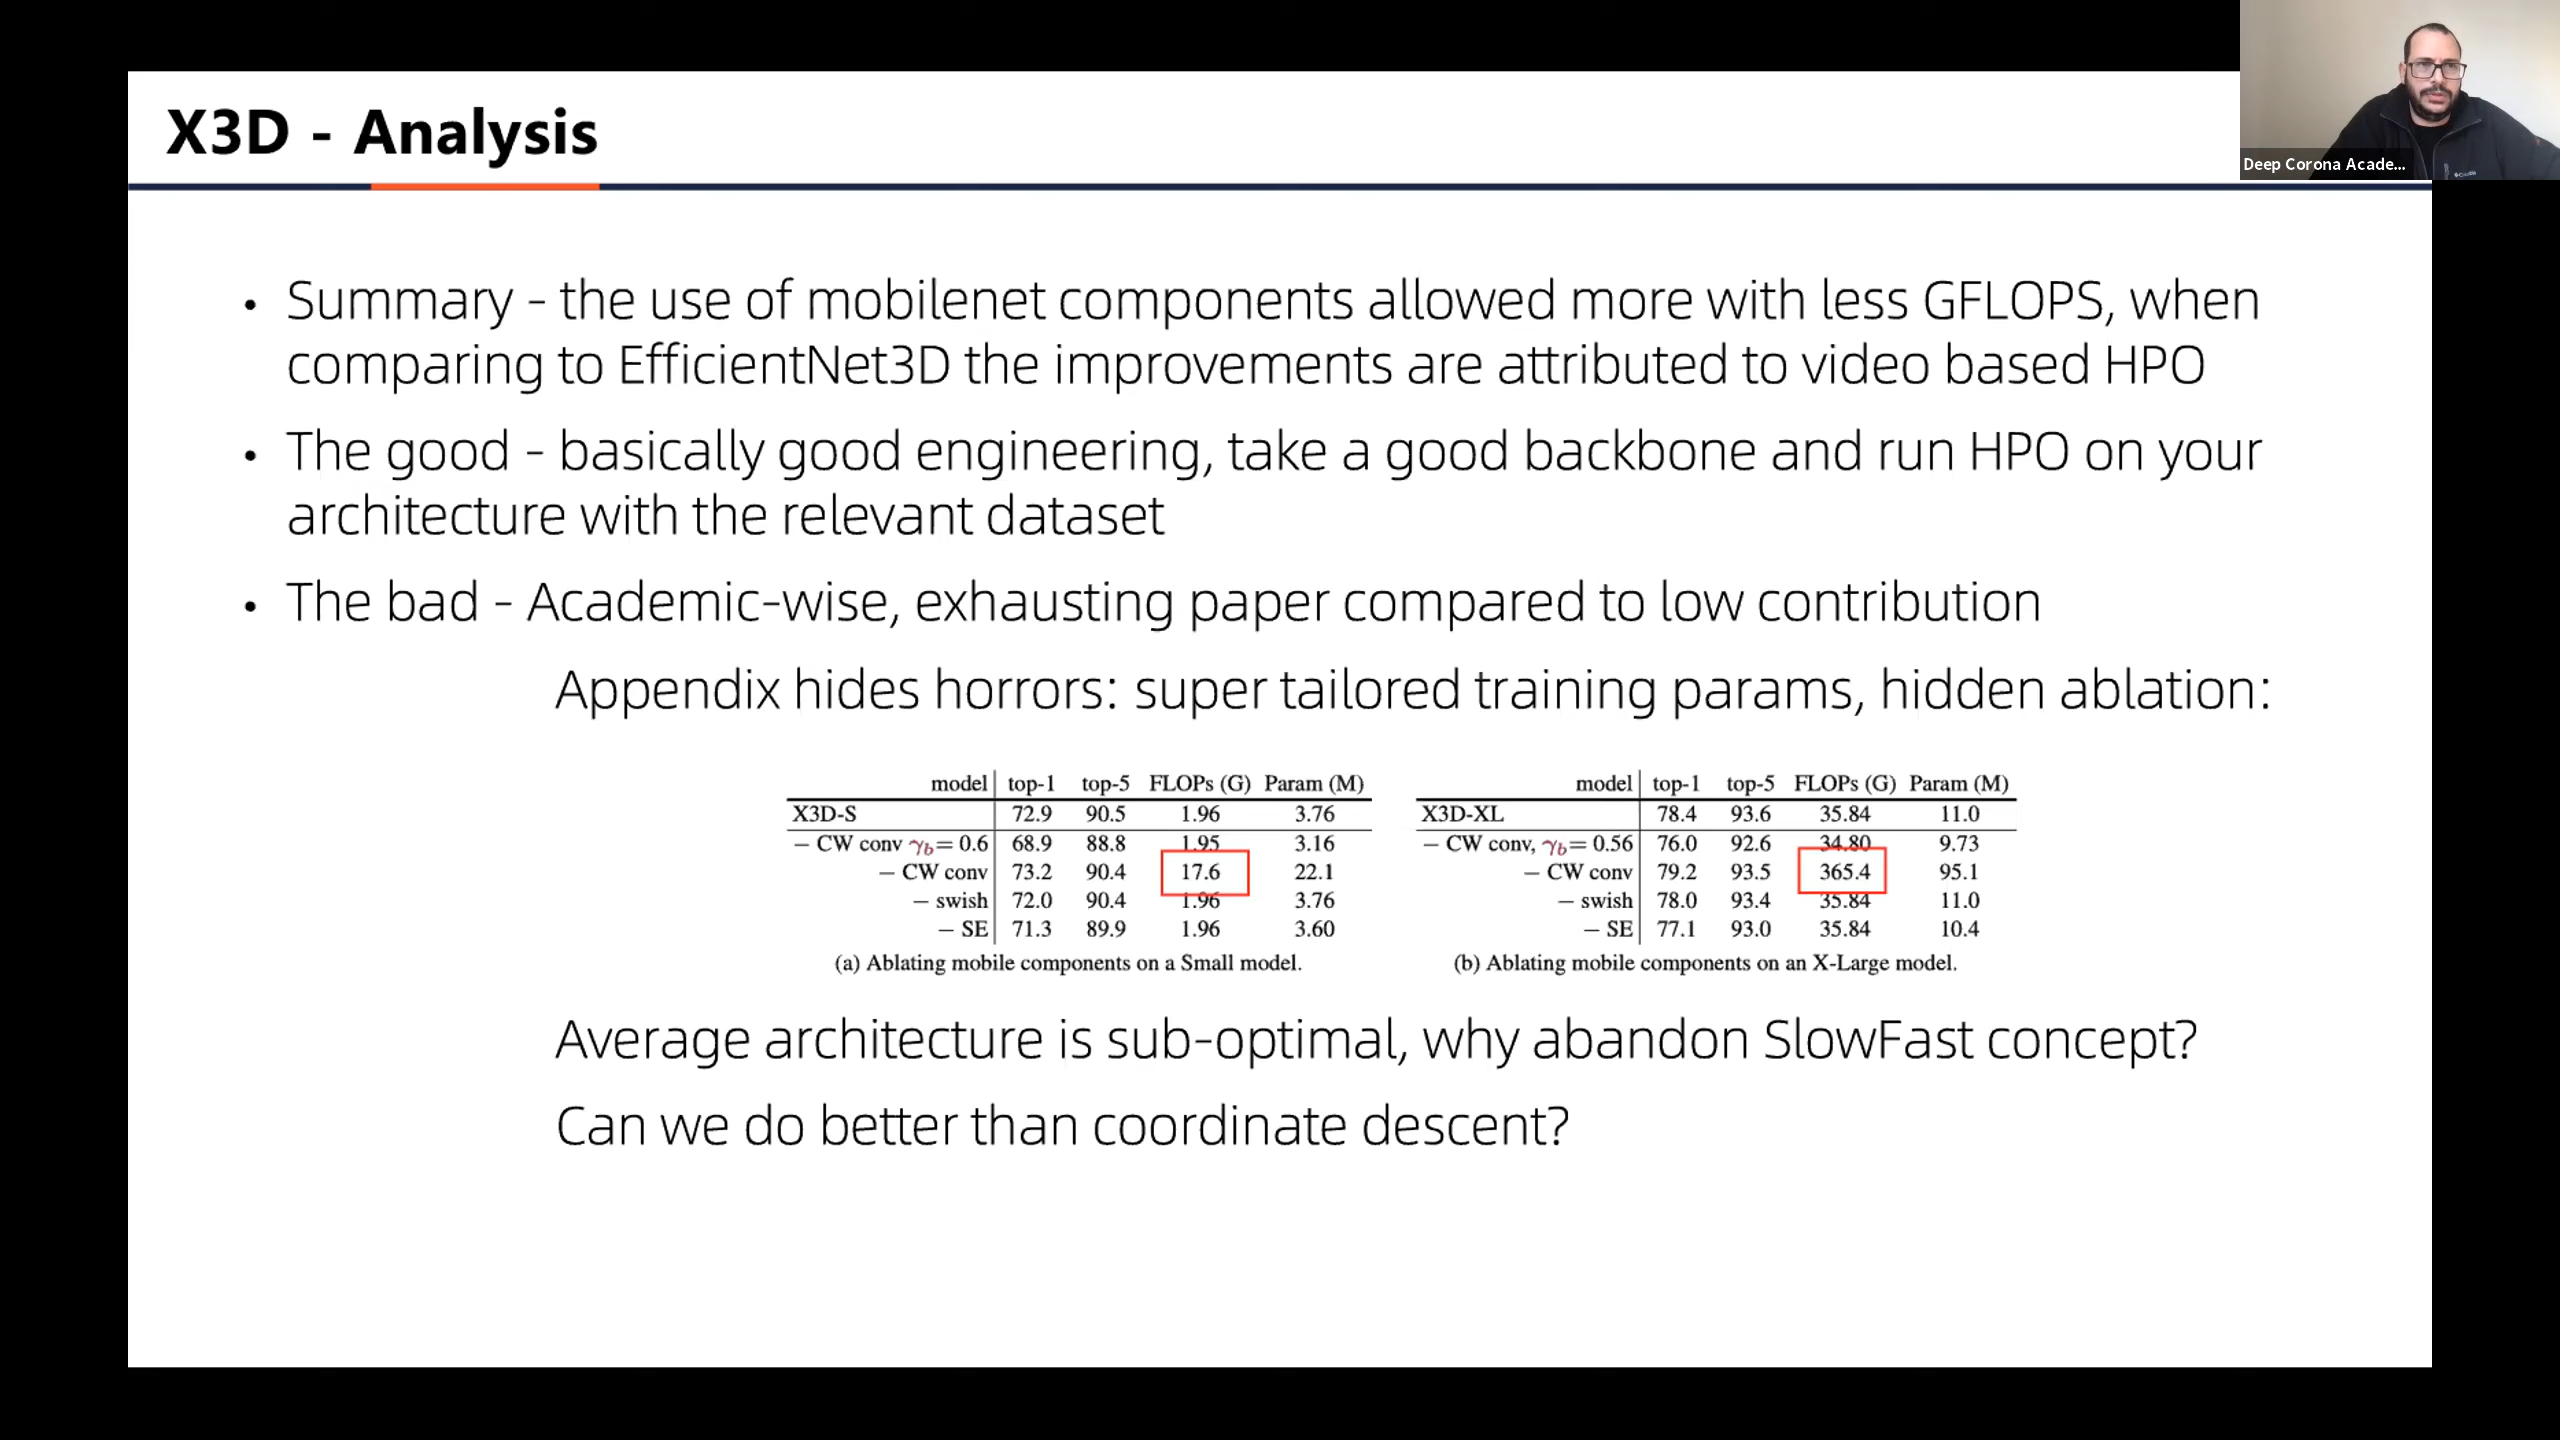 X3D - Analysis
Deep Corona Acade...
• Summary - the use of mobilenet components allowed more with less GFLOPS, when
comparing to EfficientNet3D the improvements are attributed to video based HPO
• The good - basically good engineering, take a good backbone and run HPO on your
architecture with the relevant dataset
• The bad - Academic-wise, exhausting paper compared to low contribution
Appendix hides horrors: super tailored training params, hidden ablation:
model top-1 top-5 FLOPs (G) Param (M)
X3D-S 72.9 90.5 1.96 3.76
− CW conv γb= 0.6 68.9 88.8 1.95 3.16
− CW conv 73.2 90.4 17.6 22.1
− swish 72.0 90.4 1.96 3.76
− SE 71.3 89.9 1.96 3.60
(a) Ablating mobile components on a Small model.
model top-1 top-5 FLOPs (G) Param (M)
X3D-XL 78.4 93.6 35.84 11.0
− CW conv, γb= 0.56 76.0 92.6 34.80 9.73
− CW conv 79.2 93.5 365.4 95.1
− swish 78.0 93.4 35.84 11.0
− SE 77.1 93.0 35.84 10.4
(b) Ablating mobile components on an X-Large model.
Average architecture is sub-optimal, why abandon SlowFast concept?
Can we do better than coordinate descent?